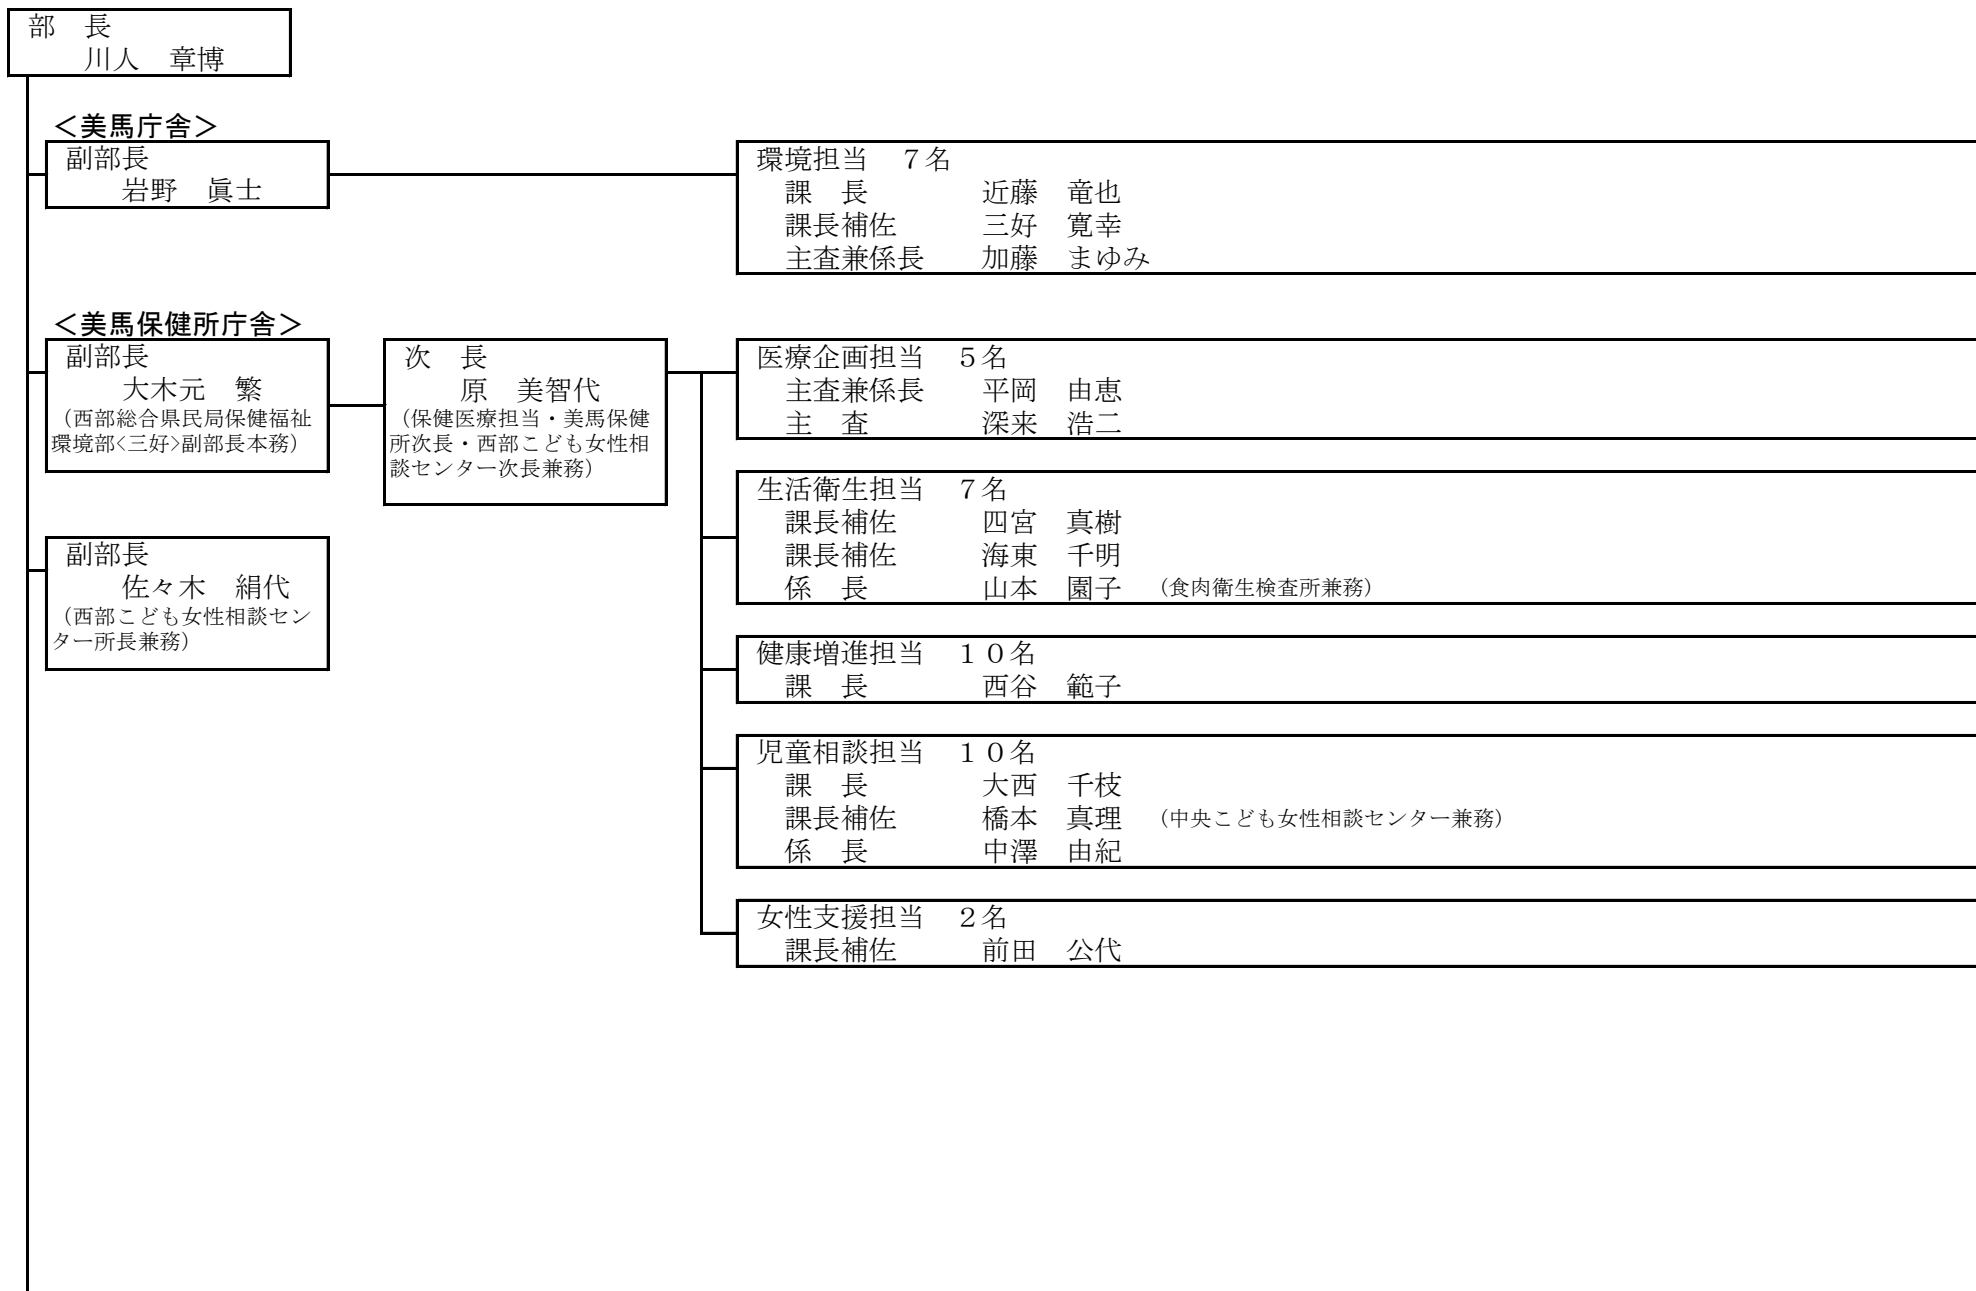 部　長
川人　章博
＜美馬庁舎＞
副部長
岩野　眞士
環境担当　７名
課　長　近藤　竜也
課長補佐　三好　寛幸
主査兼係長　加藤　まゆみ
＜美馬保健所庁舎＞
副部長
大木元　繁
（西部総合県民局保健福祉
環境部<三好>副部長本務）
次　長
原　美智代
（保健医療担当・美馬保健
所次長・西部こども女性相
談センター次長兼務）
医療企画担当　５名
主査兼係長　平岡　由恵
主　査　深来　浩二
生活衛生担当　７名
課長補佐　四宮　真樹
課長補佐　海東　千明
係　長　山本　園子　（食肉衛生検査所兼務）
副部長
佐々木　絹代
（西部こども女性相談セン
ター所長兼務）
健康増進担当　１０名
課　長　西谷　範子
児童相談担当　１０名
課　長　大西　千枝
課長補佐　橋本　真理　（中央こども女性相談センター兼務）
係　長　中澤　由紀
女性支援担当　２名
課長補佐　前田　公代